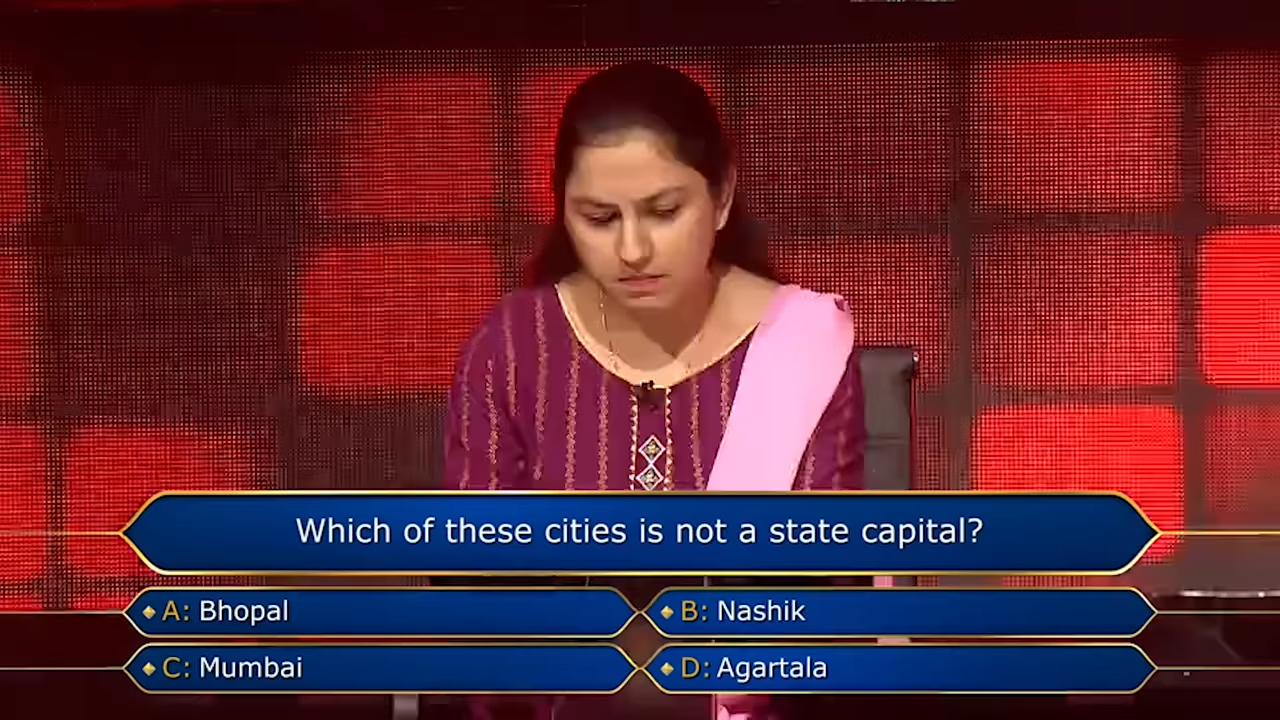 Which of these cities is not a state capital?
A: Bhopal
B: Nashik
C: Mumbai
D: Agartala